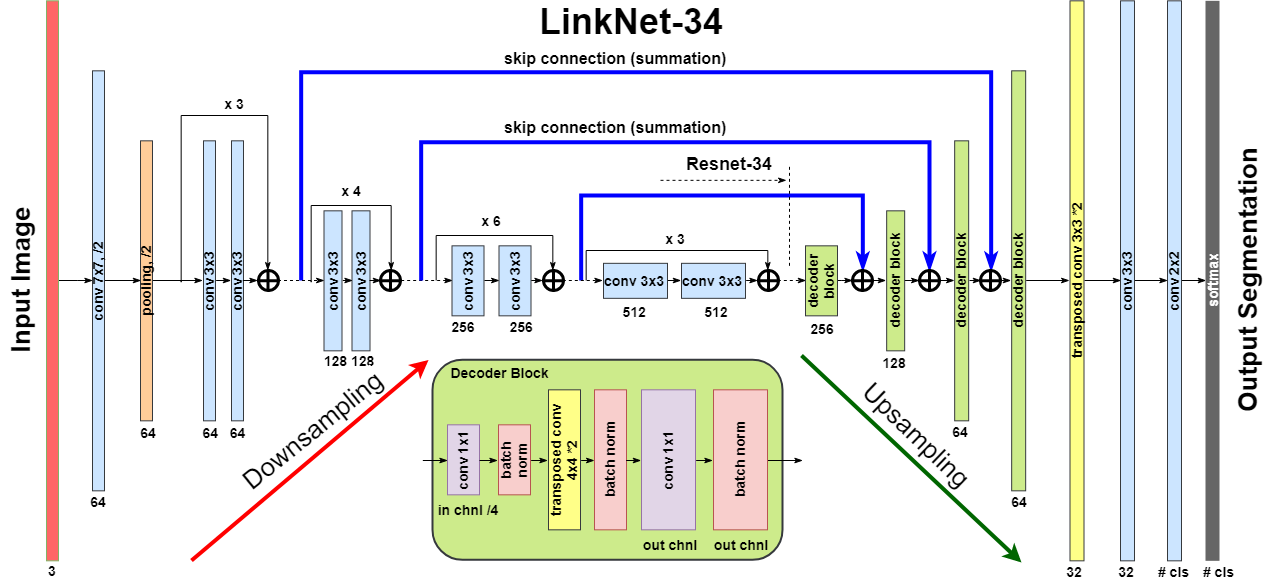 LinkNet-34
skip connection (summation)
x 3
skip connection (summation)
Resnet-34
x 4
x 6
x 3
Input Image
conv 7x7, /2
pooling, /2
conv 3x3
conv 3x3
conv 3x3
conv 3x3
conv 3x3
conv 3x3
conv 3x3
conv 3x3
decoder
block
decoder block
decoder block
decoder block
transposed conv 3x3 *2
conv 3x3
conv 2x2
softmax
Output Segmentation
512
512
256
256
256
128
128
128
64
64
64
64
64
64
3
32
32
# cls
# cls
Downsampling
Upsampling
Decoder Block
conv 1x1
batch
norm
transposed conv
4x4 *2
batch norm
conv 1x1
batch norm
in chnl /4
out chnl
out chnl